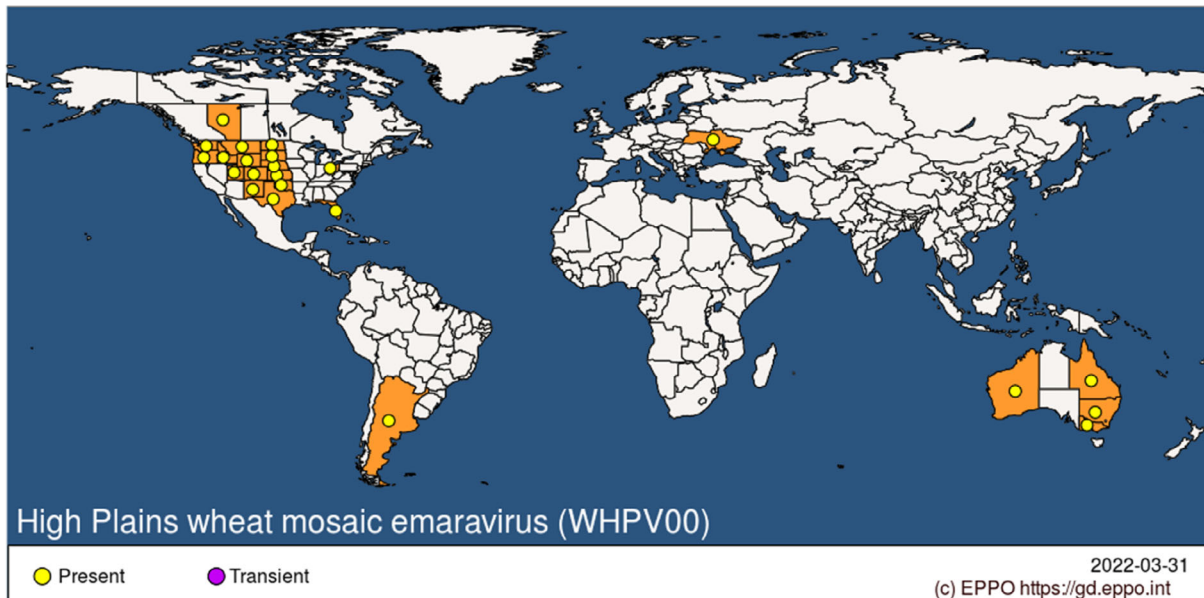 High Plains wheat mosaic emaravirus (WHPV00)
Present
Transient
2022-03-31
(c) EPPO https://gd.eppo.int